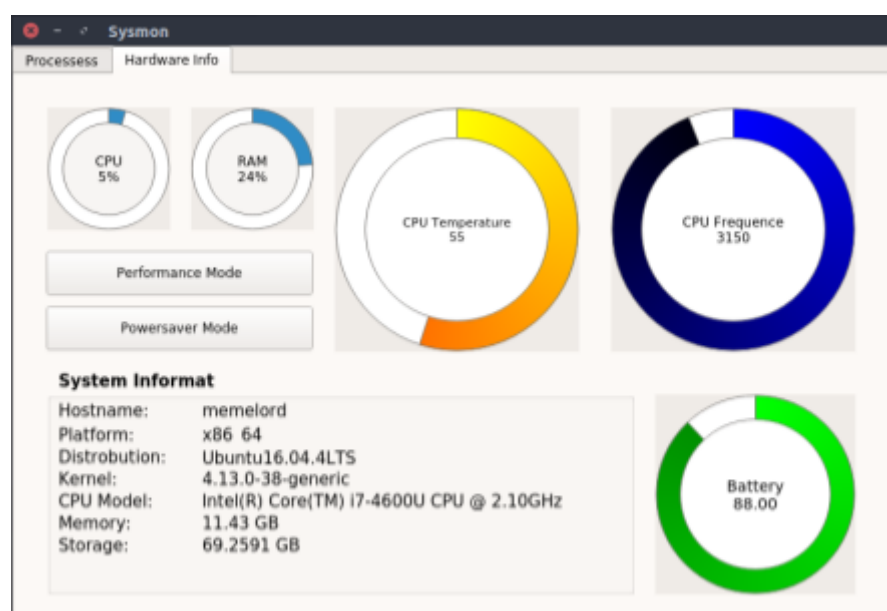 Sysmon
Processess
Hardware Info
CPU
5%
RAM
24%
CPU Temperature
55
CPU Frequence
3150
Performance Mode
Powersaver Mode
System Informat
Hostname: memelord
Platform: x86 64
Distrobution: Ubuntu16.04.4LTS
Kernel: 4.13.0-38-generic
CPU Model: Intel(R) Core(TM) i7-4600U CPU @ 2.10GHz
Memory: 11.43 GB
Storage: 69.2591 GB
Battery
88.00